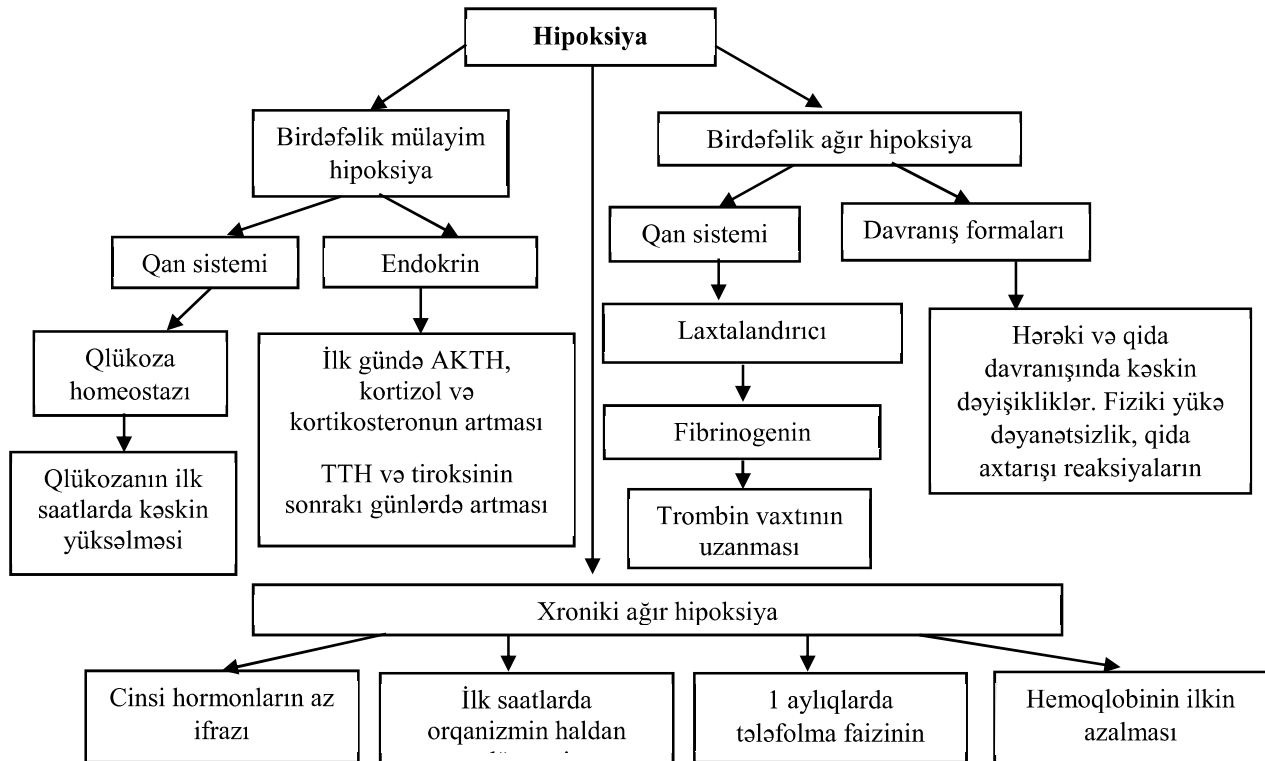 Hipoksiya
Birdəfəlik mülayim
hipoksiya
Birdəfəlik ağır hipoksiya
Qan sistemi
Endokrin
Qan sistemi
Davranış formaları
Qlükoza
homeostazı
Qlükozanın ilk
saatlarda kəskin
yüksəlməsi
İlk gündə AKTH,
kortizol və
kortikosteronun artması
TTH və tiroksinin
sonrakı günlərdə artması
Laxtalandırıcı
Fibrinogenin
Trombin vaxtının
uzanması
Hərəki və qida
davranışında kəskin
dəyişikliklər. Fiziki yükə
dəyanətsizlik, qida
axtarışı reaksiyaların
Xroniki ağır hipoksiya
Cinsi hormonların az
ifrazı
İlk saatlarda
orqanizmin haldan
1 aylıqlarda
tələfolma faizinin
Hemoqlobinin ilkin
azalması